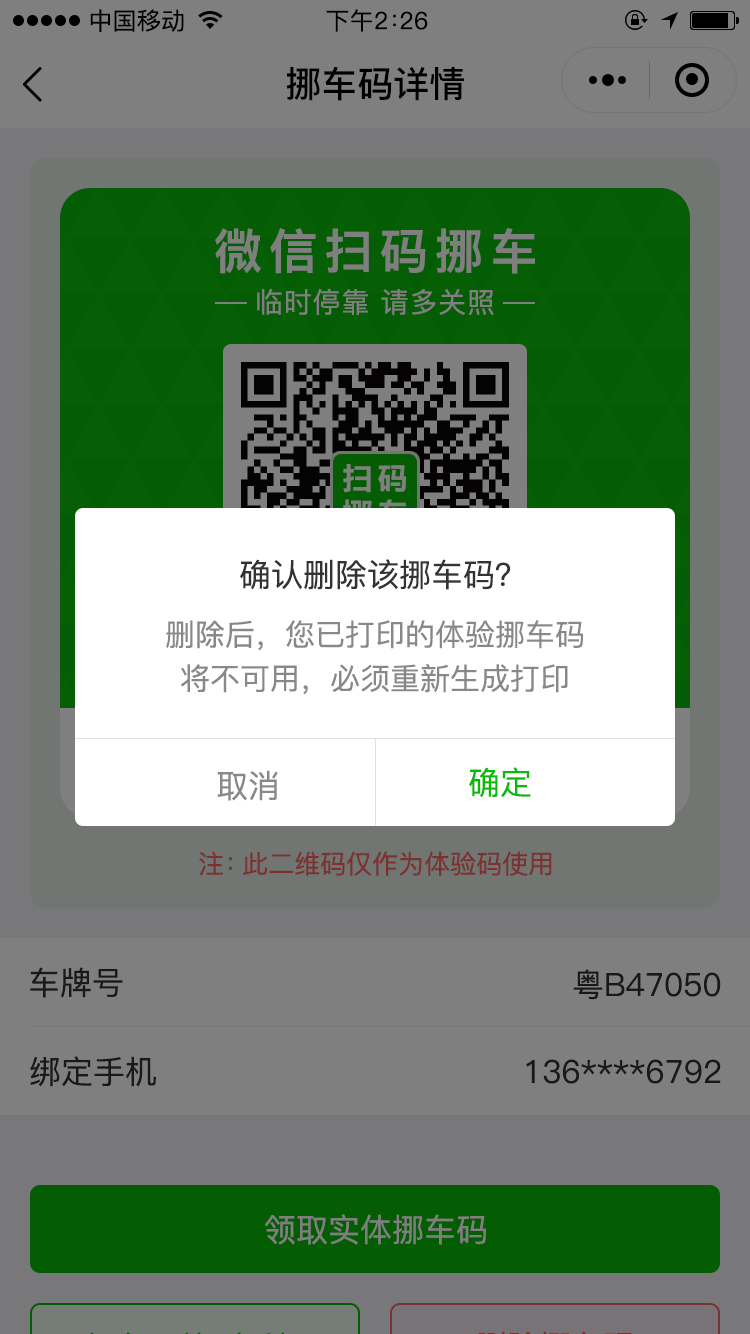 中国移动
下午2:26
挪车码详情
微信扫码挪车
临时停靠 请多关照
扫码
确认删除该挪车码?
删除后，您已打印的体验挪车码
将不可用，必须重新生成打印
取消
确定
注：此二维码仅作为体验码使用
车牌号
粤B47050
绑定手机
136****6792
领取实体挪车码